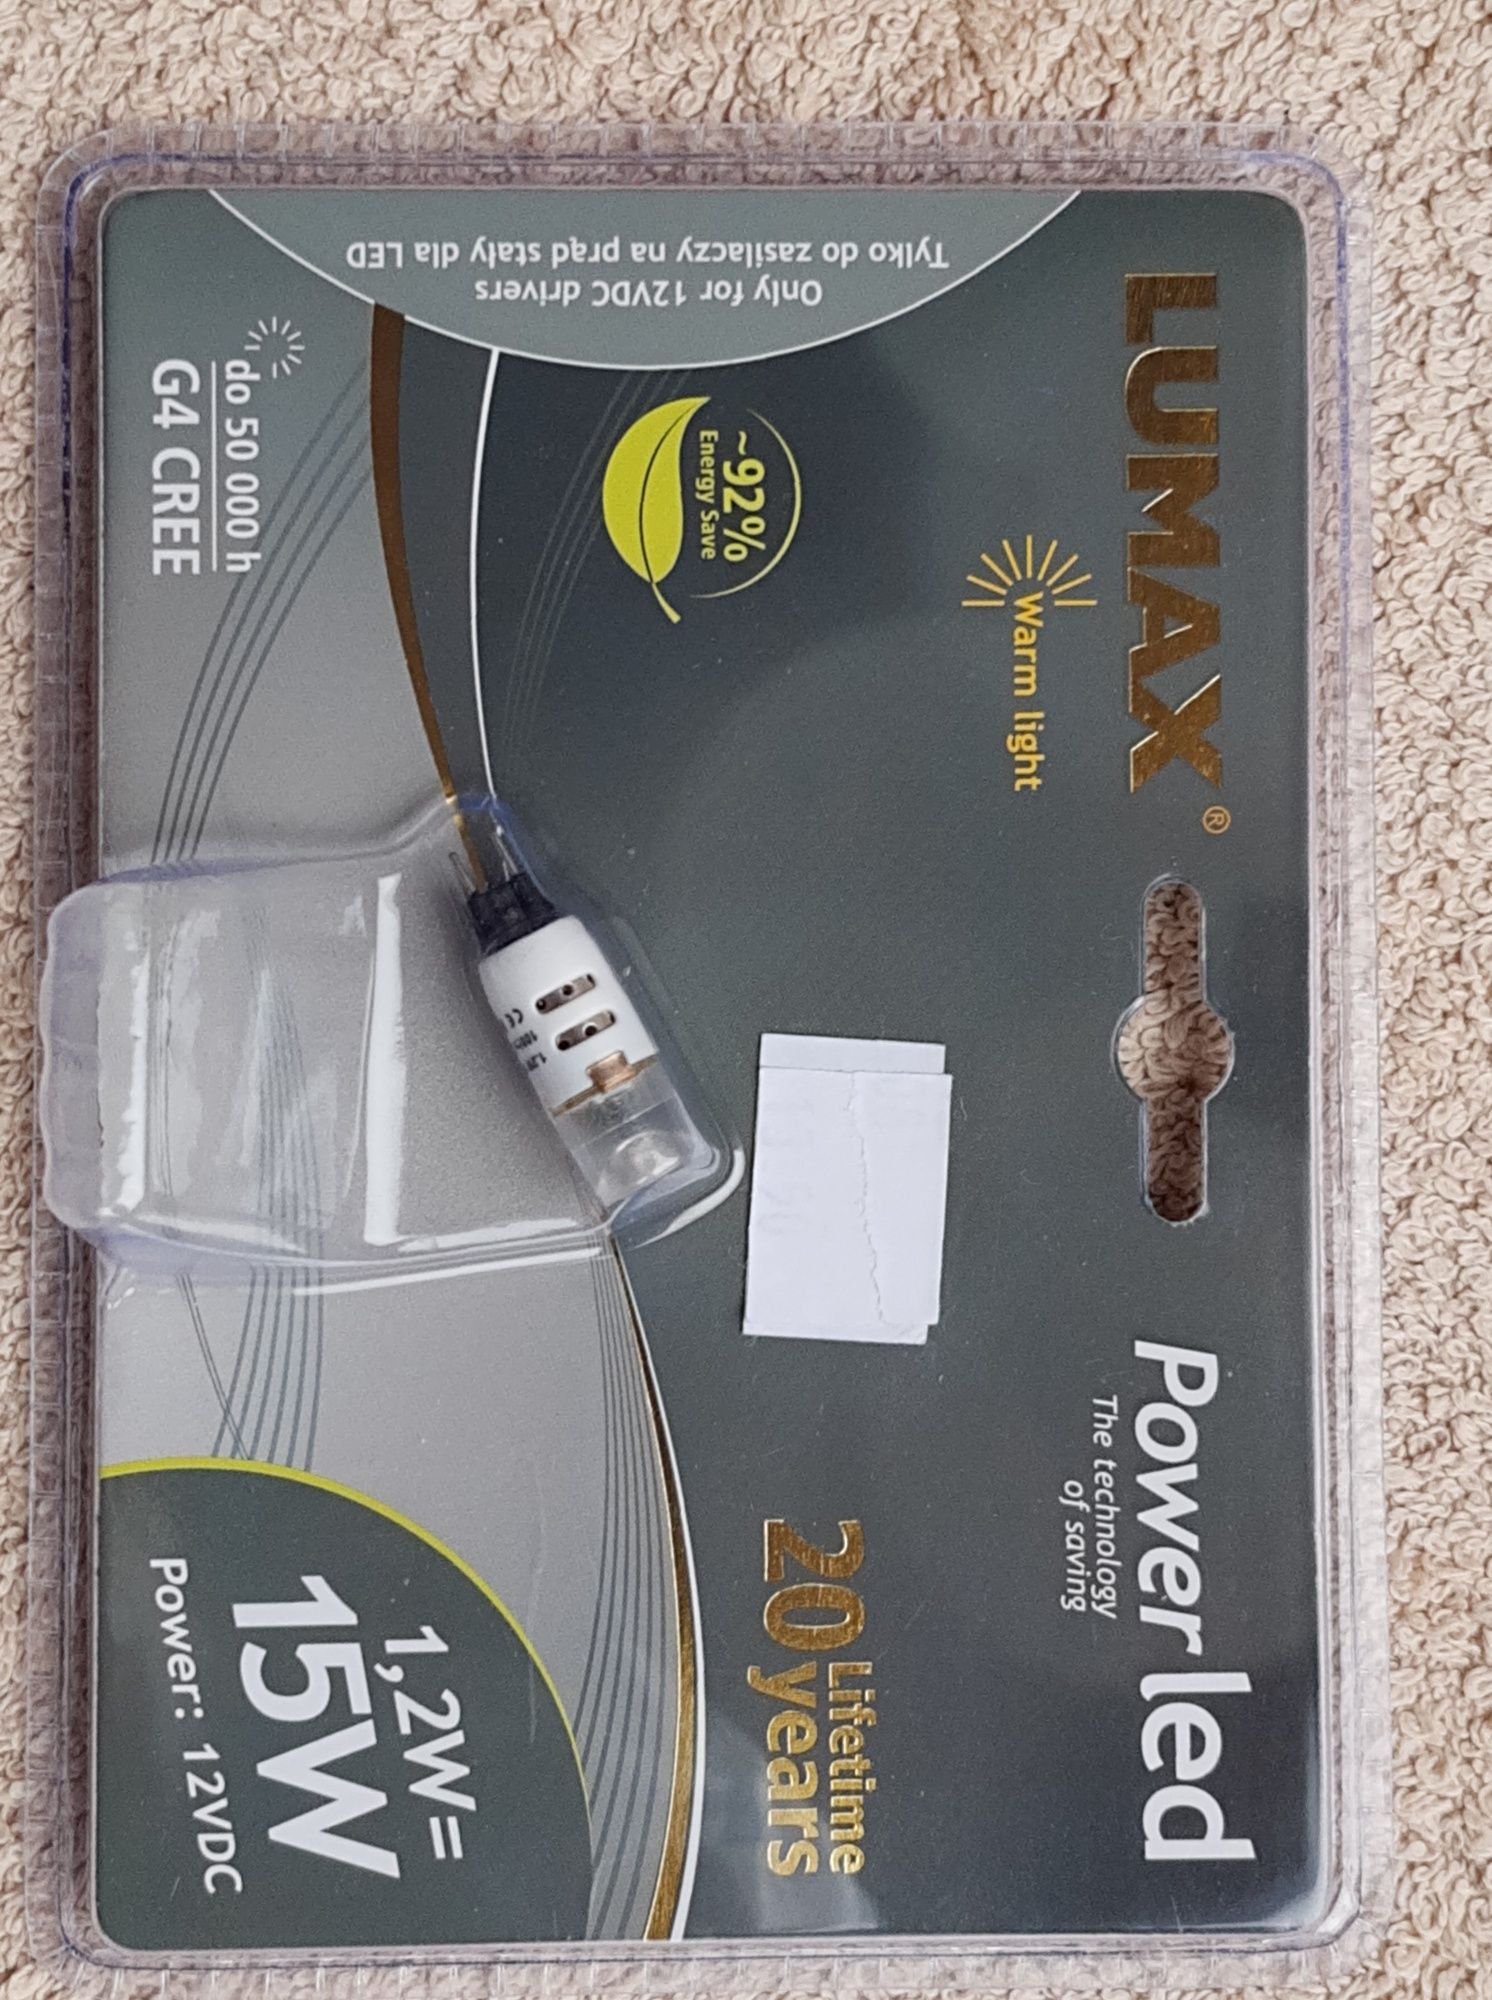 LUMAX®
Warm light
Power led
The technology
of saving
~92%
Energy Save
Lifetime
20 years
Only for 12VDC drivers
Tylko do zasilaczy na prąd stały dla LED
do 50 000 h
G4 CREE
1,2W =
15W
Power: 12VDC
CE